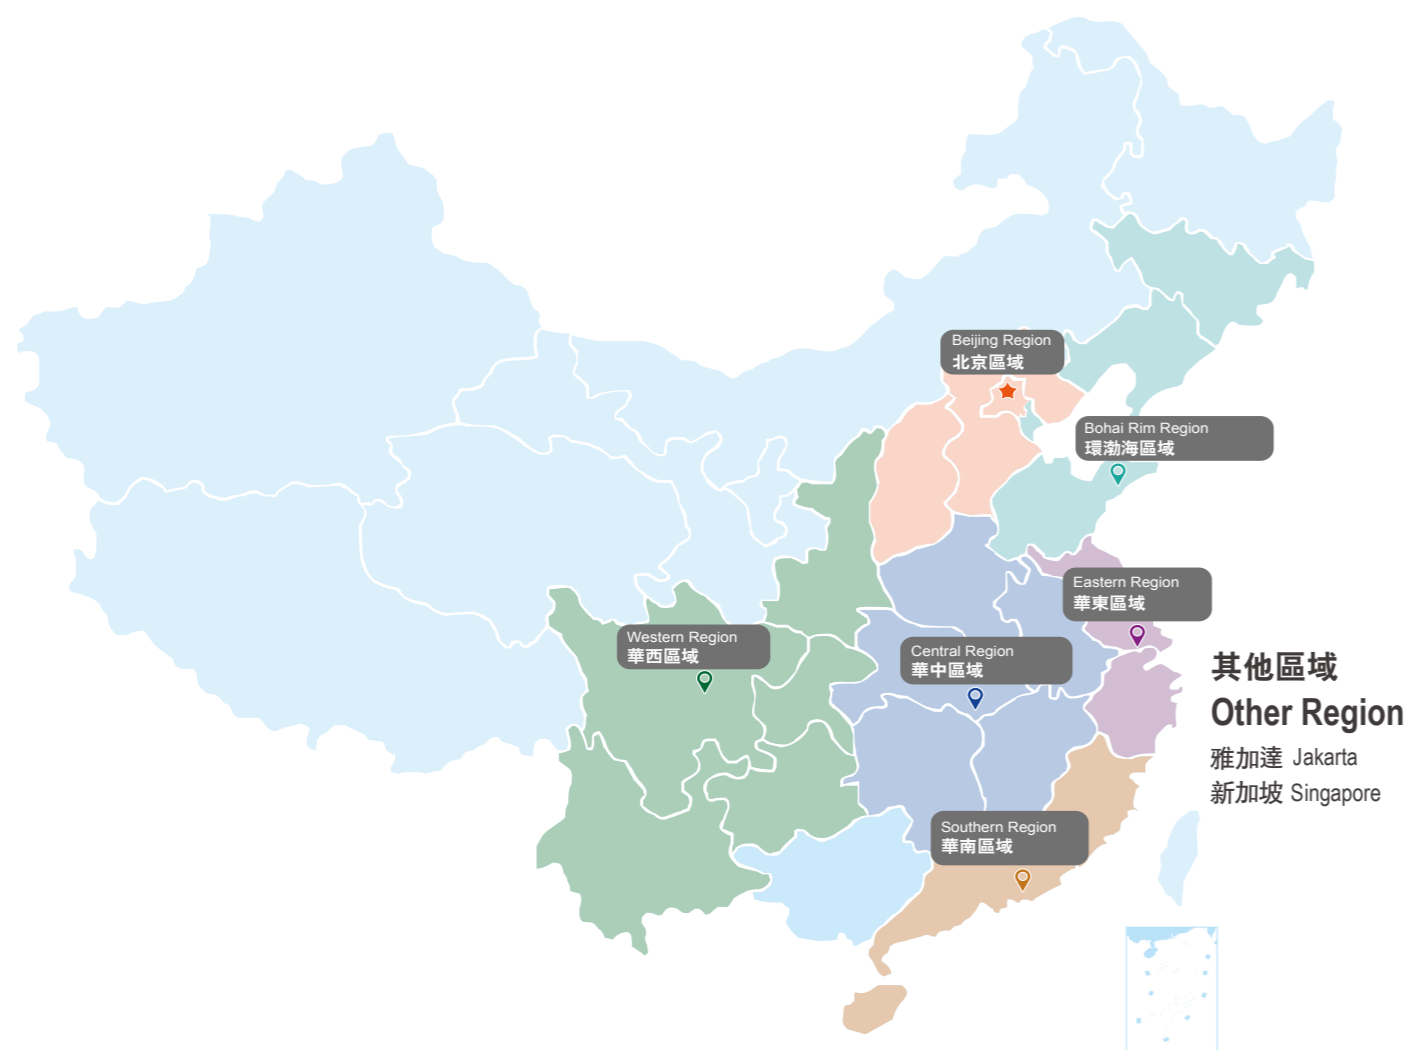 Beijing Region
北京區域
Bohai Rim Region
環渤海區域
Eastern Region
華東區域
Western Region
華西區域
Central Region
華中區域
其他區域
Other Region
雅加達 Jakarta
新加坡 Singapore
Southern Region
華南區域